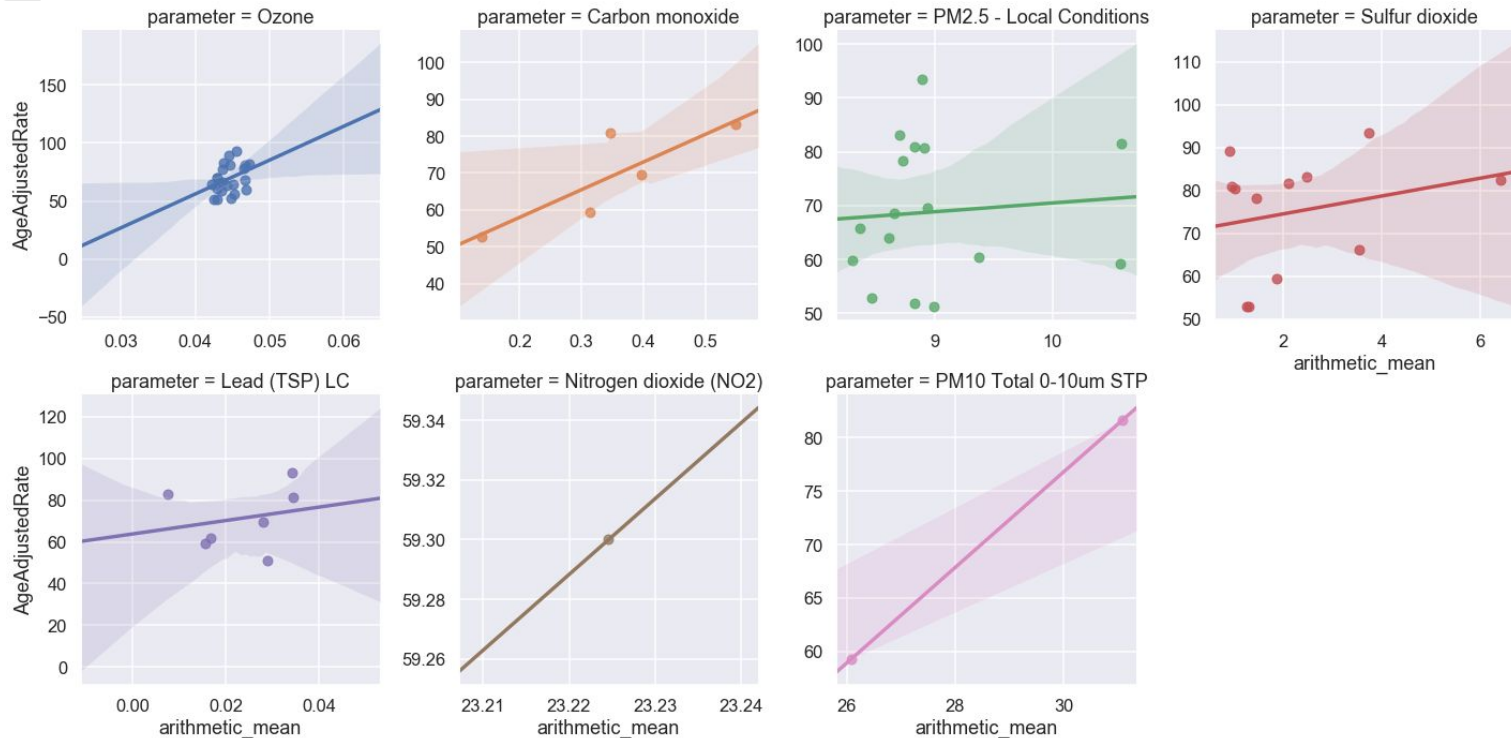 parameter = Ozone
parameter = Carbon monoxide
parameter = PM2.5 - Local Conditions
parameter = Sulfur dioxide
AgeAdjustedRate
150
100
50
0
−50
0.03 0.04 0.05 0.06
100
90
80
70
60
50
40
0.2 0.3 0.4 0.5
100
90
80
70
60
50
9 10
110
100
90
80
70
60
50
2 4 6
arithmetic_mean
parameter = Lead (TSP) LC
parameter = Nitrogen dioxide (NO2)
parameter = PM10 Total 0-10um STP
AgeAdjustedRate
120
100
80
60
40
20
0
0.00 0.02 0.04
arithmetic_mean
59.34
59.32
59.30
59.28
59.26
23.21 23.22 23.23 23.24
arithmetic_mean
80
75
70
65
60
26 28 30
arithmetic_mean